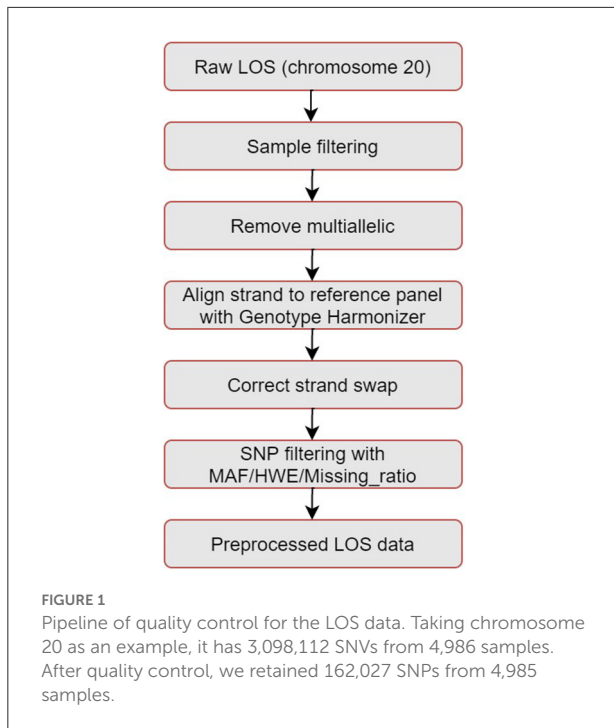 Raw LOS (chromosome 20)
Sample filtering
Remove multiallelic
Align strand to reference panel
with Genotype Harmonizer
Correct strand swap
SNP filtering with
MAF/HWE/Missing_ratio
Preprocessed LOS data
FIGURE 1
Pipeline of quality control for the LOS data. Taking chromosome
20 as an example, it has 3,098,112 SNVs from 4,986 samples.
After quality control, we retained 162,027 SNPs from 4,985
samples.